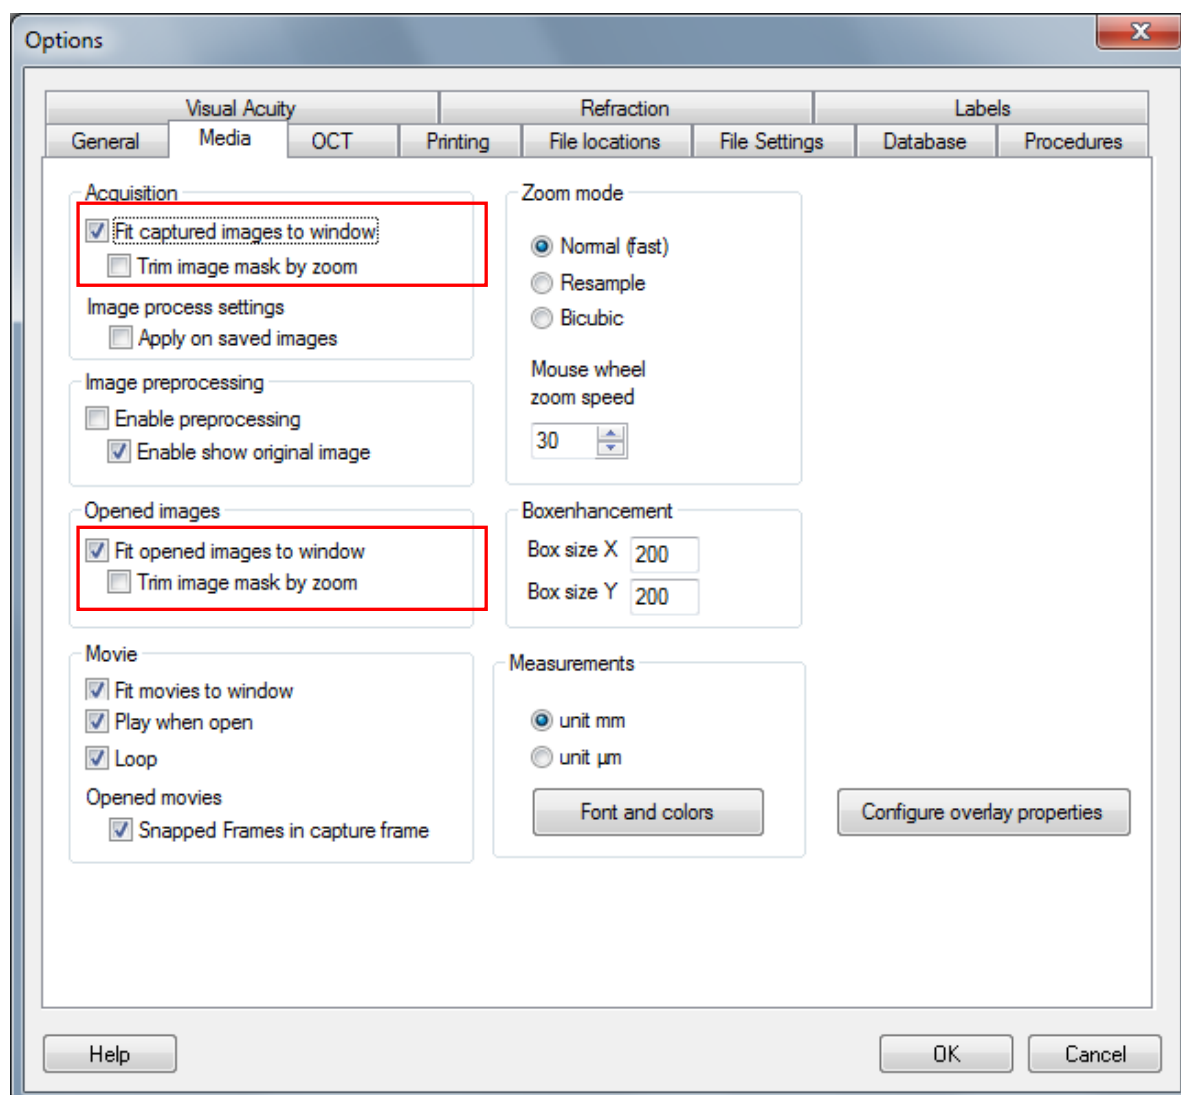 Options
X
Visual Acuity
Refraction
Labels
General
Media
OCT
Printing
File locations
File Settings
Database
Procedures
Acquisition
Fit captured images to window
Trim image mask by zoom
Image process settings
Apply on saved images
Image preprocessing
Enable preprocessing
Enable show original image
Opened images
Fit opened images to window
Trim image mask by zoom
Movie
Fit movies to window
Play when open
Loop
Opened movies
Snapped Frames in capture frame
Zoom mode
Normal (fast)
Resample
Bicubic
Mouse wheel
zoom speed
30
Boxenhancement
Box size X 200
Box size Y 200
Measurements
unit mm
unit µm
Font and colors
Configure overlay properties
Help
OK
Cancel